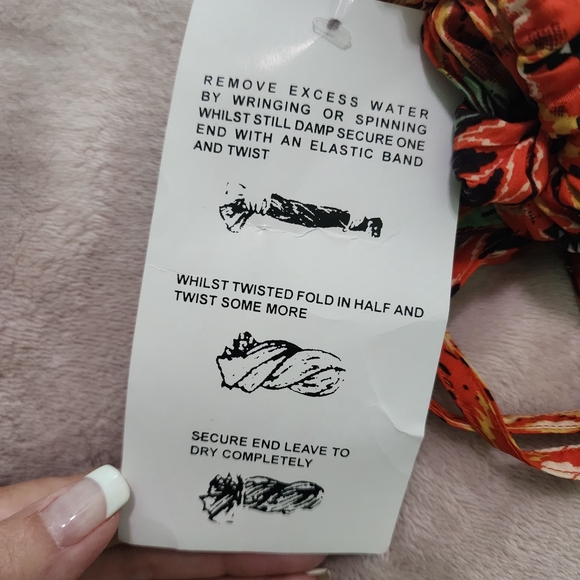 REMOVE EXCESS WATER
BY WRINGING OR SPINNING
WHILST STILL DAMP SECURE ONE
END WITH AN ELASTIC BAND
AND TWIST
WHILST TWISTED FOLD IN HALF AND
TWIST SOME MORE
SECURE END LEAVE TO
DRY COMPLETELY